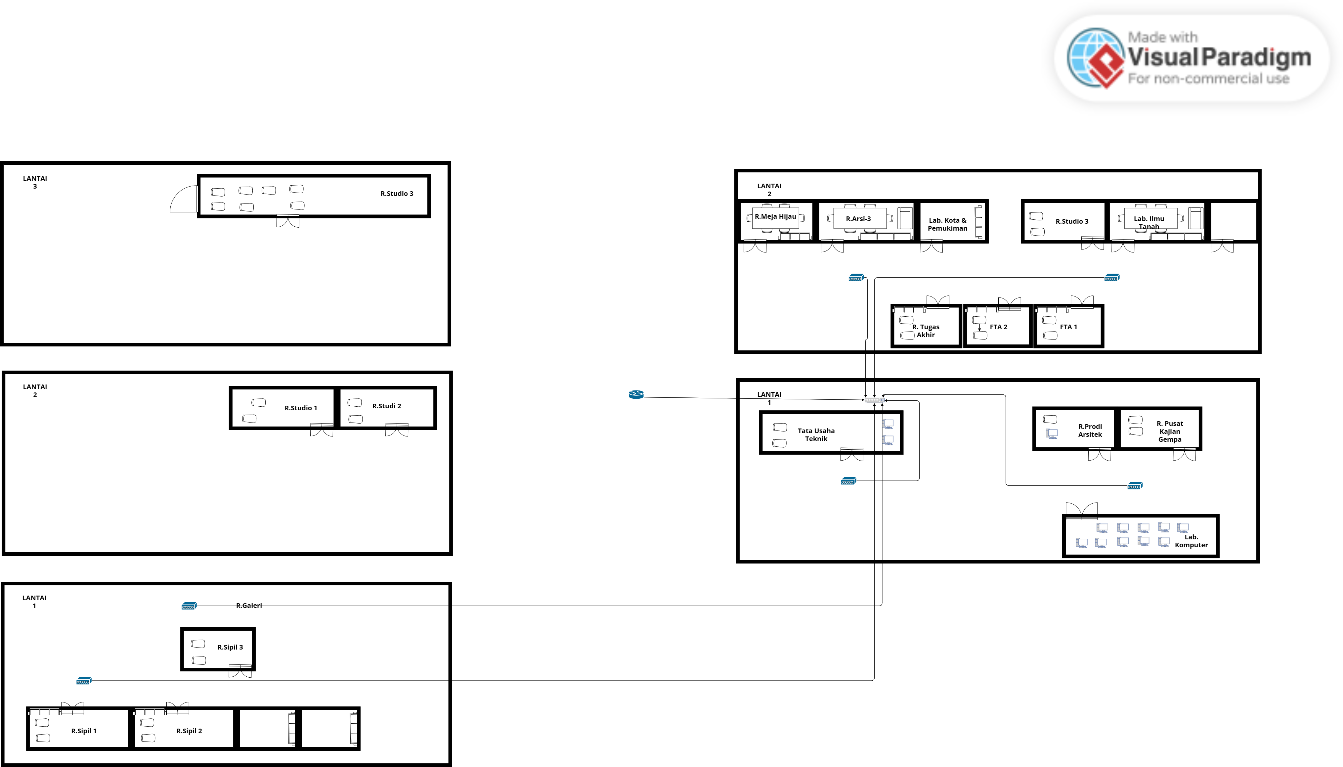 Made with
Visual Paradigm
For non-commercial use
LANTAI
3
R.Studio 3
LANTAI
2
R.Meja Hijau
R.Arsi-3
Lab. Kota &
Pemukiman
R.Studio 3
Lab. Ilmu
Tanah
R. Tugas
Akhir
FTA 2
FTA 1
LANTAI
2
R.Studio 1
R.Studi 2
LANTAI
1
Tata Usaha
Teknik
R.Prodi
Arsitek
R. Pusat
Kajian
Gempa
Lab.
Komputer
LANTAI
1
R.Galeri
R.Sipil 3
R.Sipil 1
R.Sipil 2